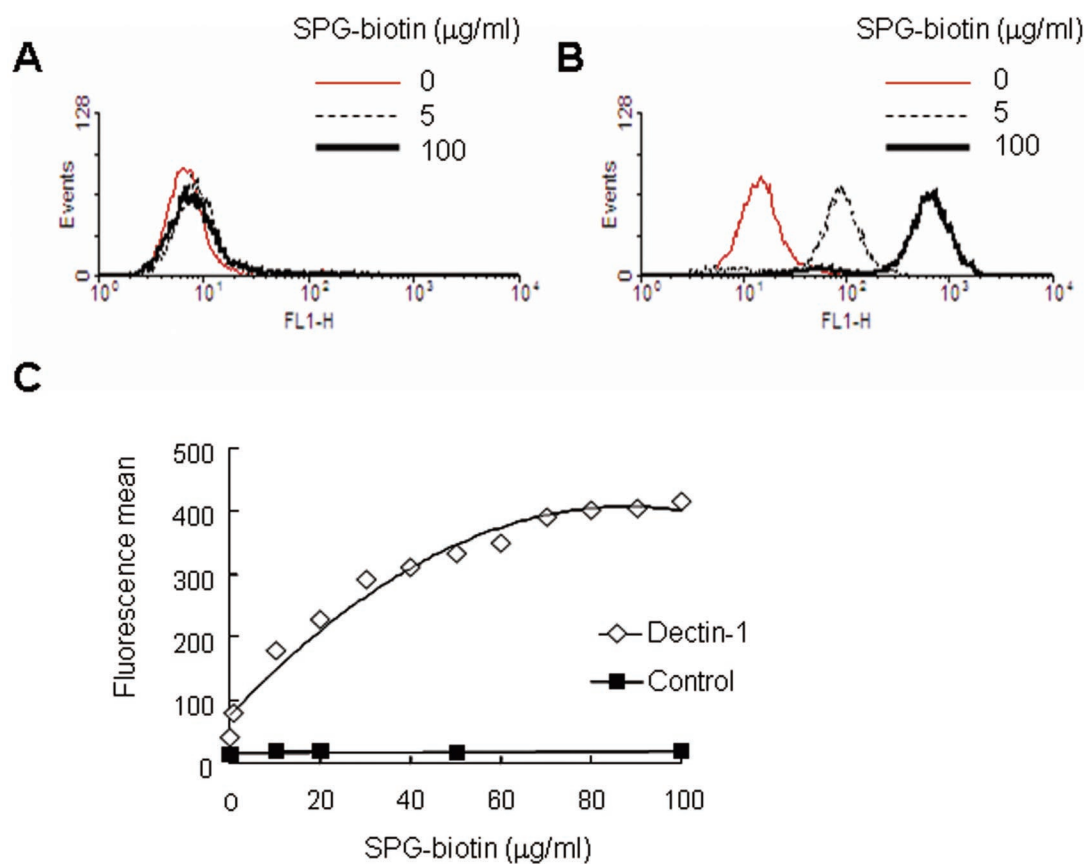 A
SPG-biotin (μg/ml)
0
5
100
Events
128
0
10⁰ 10¹ 10² 10³ 10⁴
FL1-H
B
SPG-biotin (μg/ml)
0
5
100
Events
128
0
10⁰ 10¹ 10² 10³ 10⁴
FL1-H
C
Fluorescence mean
500
400
300
200
100
0
0 20 40 60 80 100
SPG-biotin (μg/ml)
Dectin-1
Control